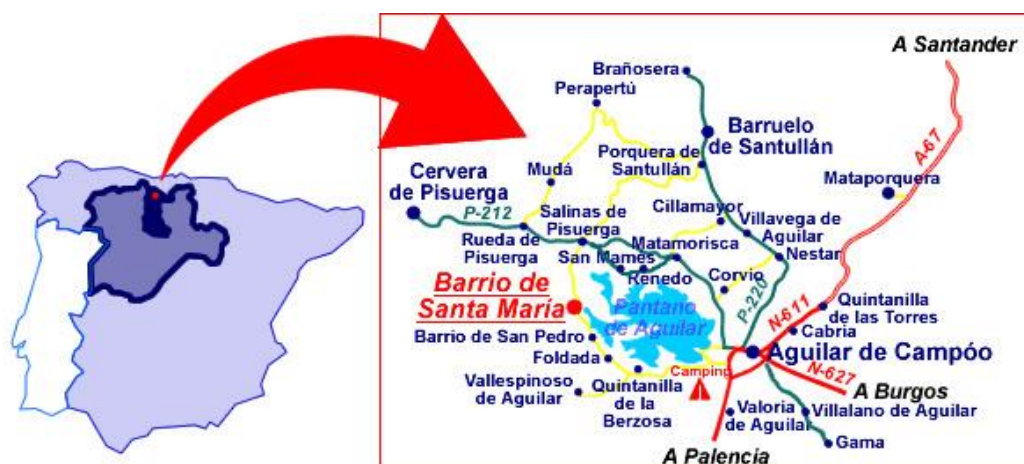 A Santander
Brañosera
Perapertú
Barruelo
de Santullán
A-67
Porquera de
Santullán
Mudá
Cervera
de Pisuerga
Mataporquera
P-212
Salinas de
Pisuerga
Cillamayor
Villavega de
Aguilar
Rueda de
Pisuerga
San Mamés
Matamorisca
Nestar
Renedo
Corvio
Barrio de
Santa María
Pantano
de Aguilar
P-220
N-611
Quintanilla
de las Torres
Cabria
Barrio de San Pedro
Foldada
Aguilar de Campóo
Camping
N-627
Vallespinoso
de Aguilar
Quintanilla
de la
Berzosa
A Burgos
Valoria
de Aguilar
Villalano de Aguilar
A Palencia
Gama